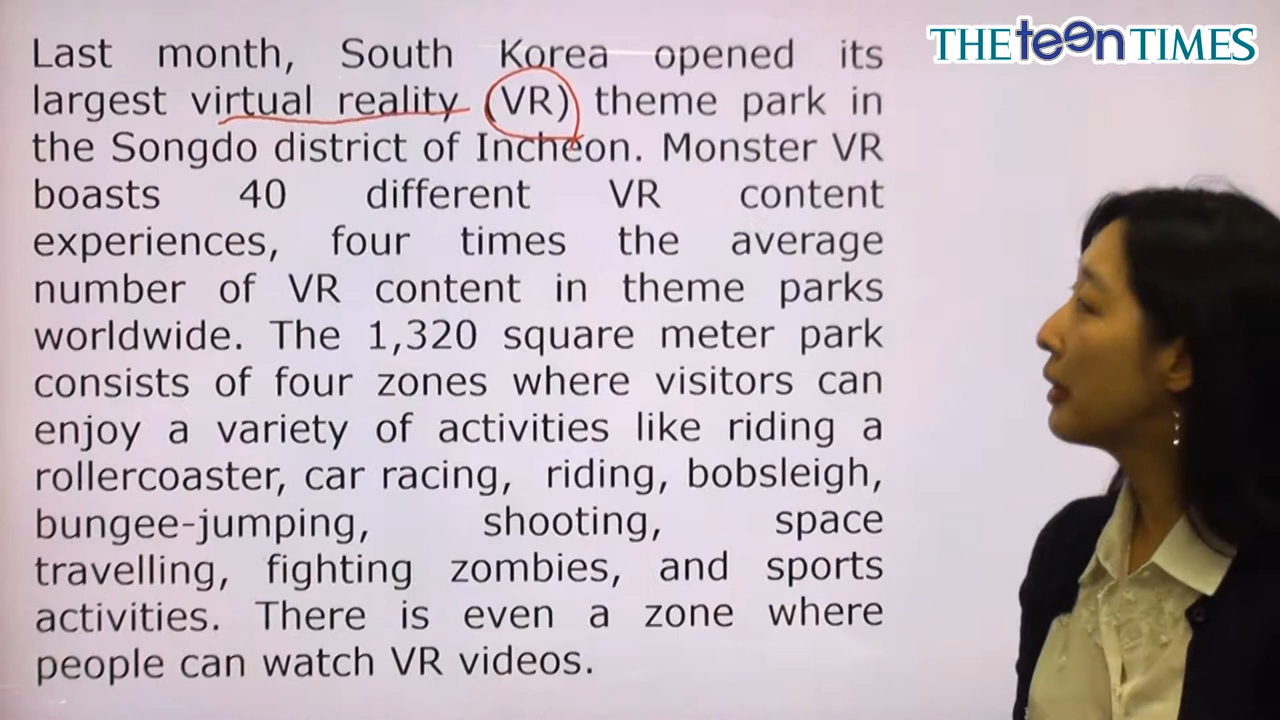 THE teen TIMES
Last month, South Korea opened its
largest virtual reality (VR) theme park in
the Songdo district of Incheon. Monster VR
boasts 40 different VR content
experiences, four times the average
number of VR content in theme parks
worldwide. The 1,320 square meter park
consists of four zones where visitors can
enjoy a variety of activities like riding a
rollercoaster, car racing, riding, bobsleigh,
bungee-jumping, shooting, space
travelling, fighting zombies, and sports
activities. There is even a zone where
people can watch VR videos.